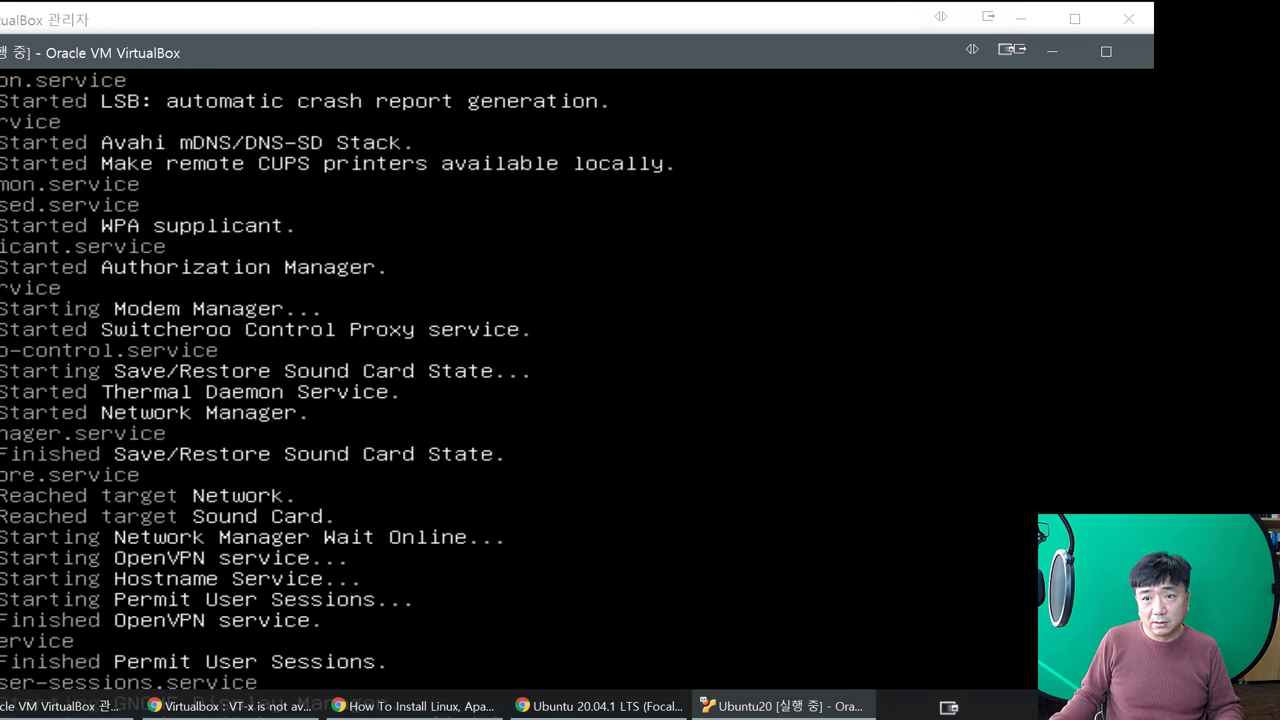 tualBox 관리자
행 중] - Oracle VM VirtualBox
on.service
Started LSB: automatic crash report generation.
rvice
Started Avahi mDNS/DNS-SD Stack.
Started Make remote CUPS printers available locally.
mon.service
sed.service
Started WPA supplicant.
icant.service
Started Authorization Manager.
rvice
Starting Modem Manager...
Started Switcheroo Control Proxy service.
o-control.service
Starting Save/Restore Sound Card State...
Started Thermal Daemon Service.
Started Network Manager.
nager.service
Finished Save/Restore Sound Card State.
ore.service
Reached target Network.
Reached target Sound Card.
Starting Network Manager Wait Online...
Starting OpenVPN service...
Starting Hostname Service...
Starting Permit User Sessions...
Finished OpenVPN service.
ervice
Finished Permit User Sessions.
ser-sessions.service
GNOME Display Manager
cle VM VirtualBox 관...
Virtualbox : VT-x is not av...
How To Install Linux, Apa...
Ubuntu 20.04.1 LTS (Focal...
Ubuntu20 [실행 중] - Ora...